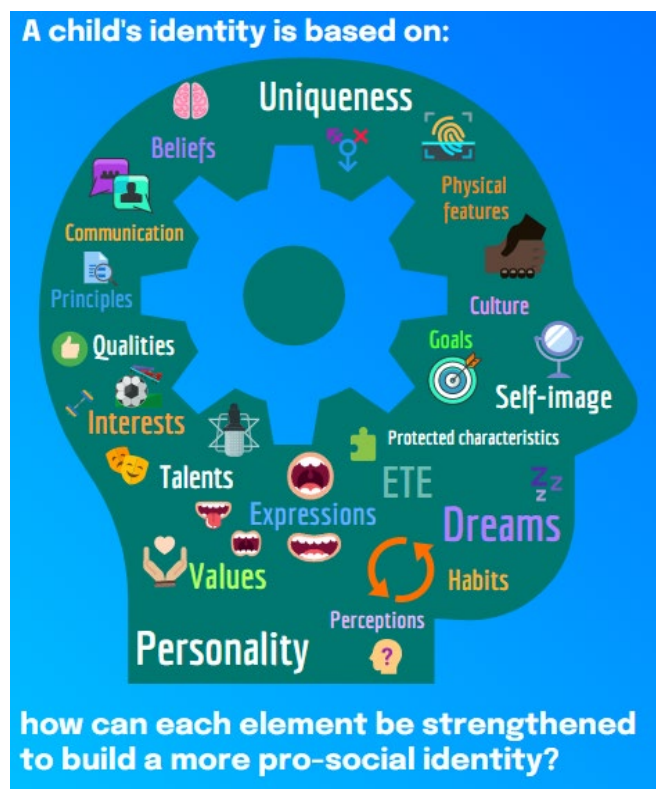 A child's identity is based on:
Uniqueness
Beliefs
Physical
features
Communication
Culture
Principles
Goals
Qualities
Self-image
Interests
Protected characteristics
Talents
ETE
z z z
Expressions
Dreams
Values
Habits
Perceptions
?
Personality
how can each element be strengthened
to build a more pro-social identity?